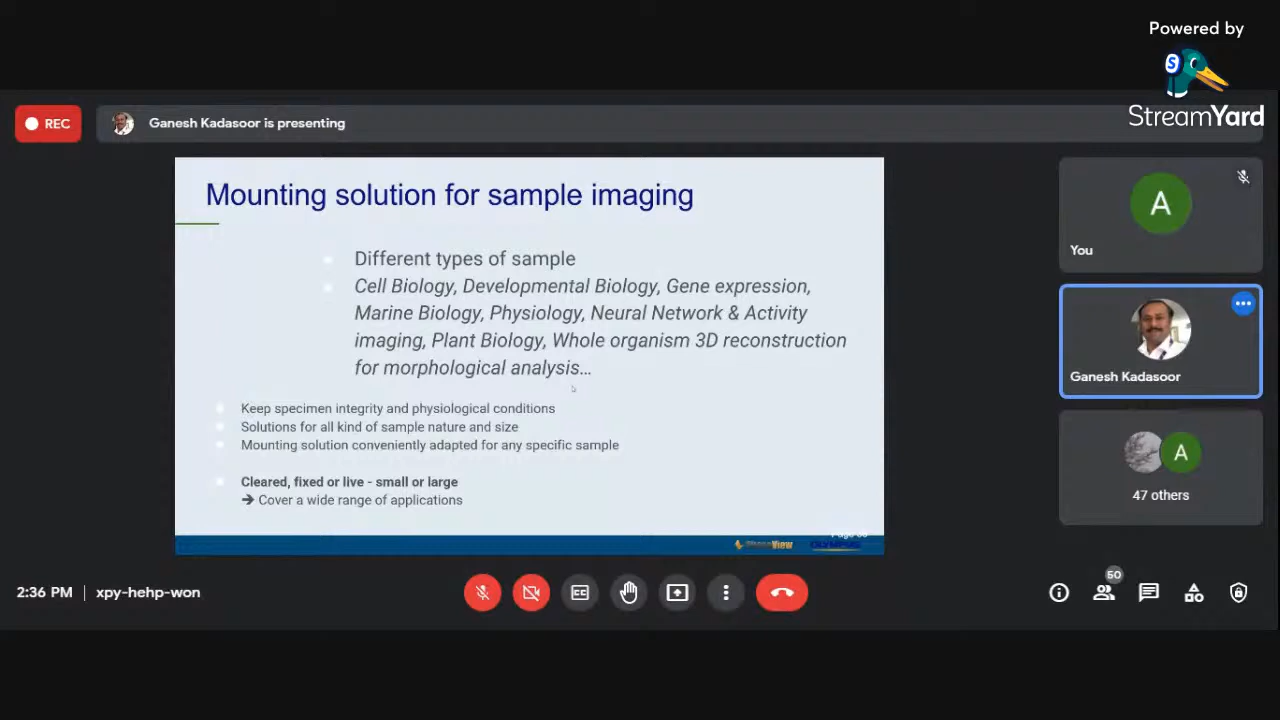 Powered by
S
StreamYard
REC
Ganesh Kadasoor is presenting
Mounting solution for sample imaging
Different types of sample
Cell Biology, Developmental Biology, Gene expression,
Marine Biology, Physiology, Neural Network & Activity
imaging, Plant Biology, Whole organism 3D reconstruction
for morphological analysis...
Keep specimen integrity and physiological conditions
Solutions for all kind of sample nature and size
Mounting solution conveniently adapted for any specific sample
Cleared, fixed or live - small or large
➔ Cover a wide range of applications
OLYMPUS
A
You
Ganesh Kadasoor
A
47 others
2:36 PM | xpy-hehp-won
CC
50